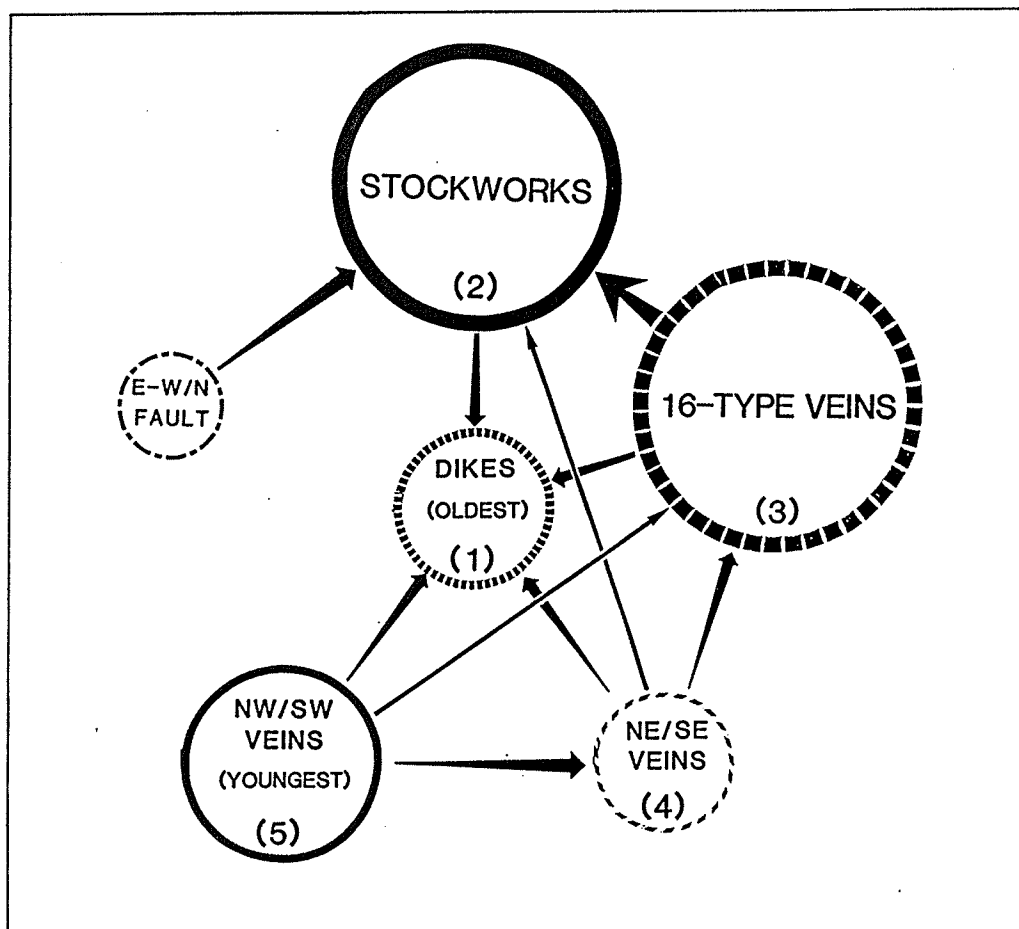 STOCKWORKS
(2)
E-W/N
FAULT
16-TYPE VEINS
(3)
DIKES
(OLDEST)
(1)
NW/SW
VEINS
(YOUNGEST)
(5)
NE/SE
VEINS
(4)